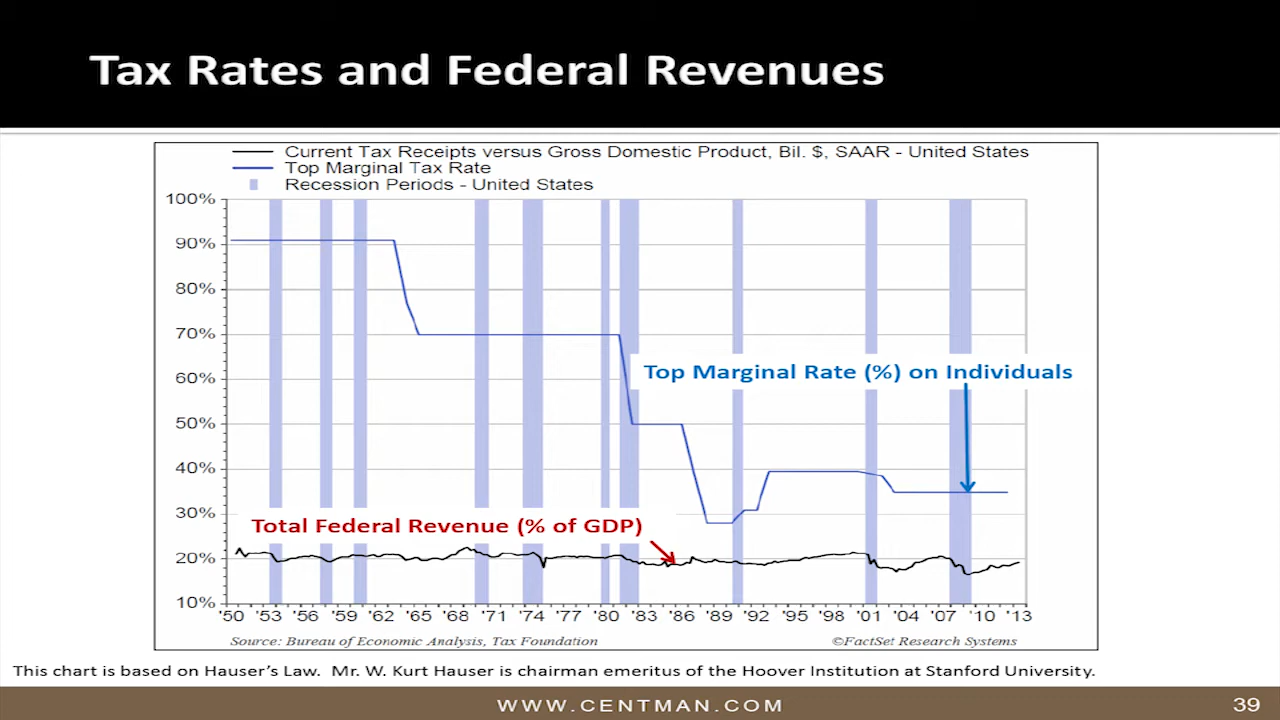 Tax Rates and Federal Revenues
Current Tax Receipts versus Gross Domestic Product, Bil. $, SAAR - United States
Top Marginal Tax Rate
Recession Periods - United States
100%
90%
80%
70%
60%
50%
40%
30%
20%
10%
Top Marginal Rate (%) on Individuals
Total Federal Revenue (% of GDP)
'50 '53 '56 '59 '62 '65 '68 '71 '74 '77 '80 '83 '86 '89 '92 '95 '98 '01 '04 '07 '10 '13
Source: Bureau of Economic Analysis, Tax Foundation
©FactSet Research Systems
This chart is based on Hauser's Law. Mr. W. Kurt Hauser is chairman emeritus of the Hoover Institution at Stanford University.
WWW.CENTMAN.COM
39